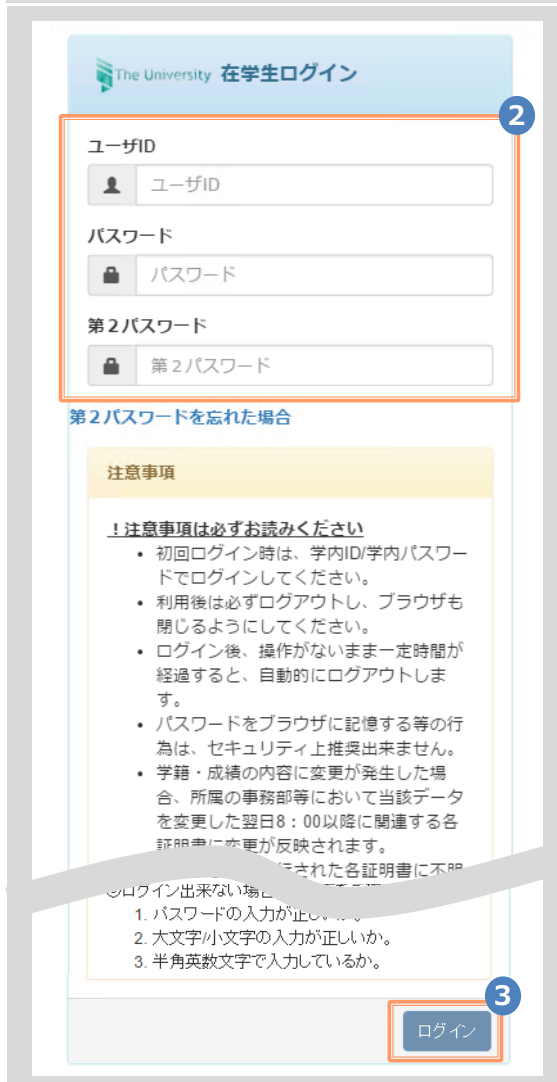 The University 在学生ログイン
2
ユーザID
ユーザID
パスワード
パスワード
第2パスワード
第2パスワード
第2パスワードを忘れた場合
注意事項
!注意事項は必ずお読みください
• 初回ログイン時は、学内ID/学内パスワー
ドでログインしてください。
• 利用後は必ずログアウトし、ブラウザも
閉じるようにしてください。
• ログイン後、操作がないまま一定時間が
経過すると、自動的にログアウトしま
す。
• パスワードをブラウザに記憶する等の行
為は、セキュリティ上推奨出来ません。
• 学籍・成績の内容に変更が発生した場
合、所属の事務部等において当該データ
を変更した翌日8:00以降に関連する各
証明書に変更が反映されます。
された各証明書に不明
ログイン出来ない場合
1. パスワードの入力が正し
2. 大文字/小文字の入力が正しいか。
3. 半角英数文字で入力しているか。
3
ログイン